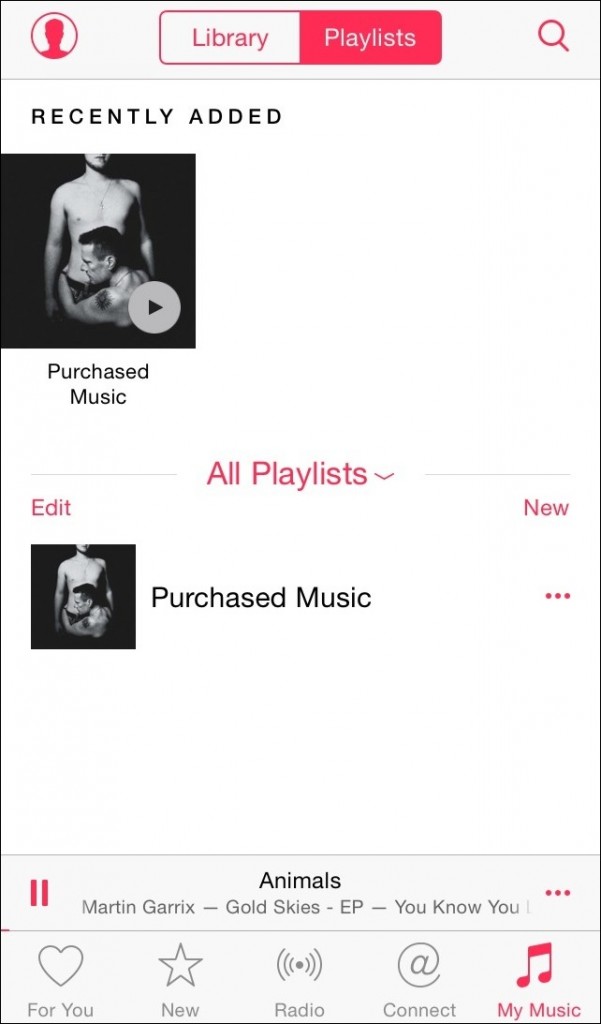 Library Playlists
RECENTLY ADDED
Purchased
Music
All Playlists
Edit New
Purchased Music
Animals
Martin Garrix — Gold Skies - EP — You Know You
For You New Radio Connect My Music